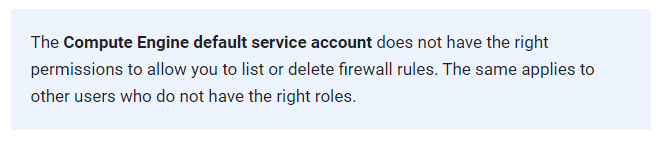 The Compute Engine default service account does not have the right
permissions to allow you to list or delete firewall rules. The same applies to
other users who do not have the right roles.